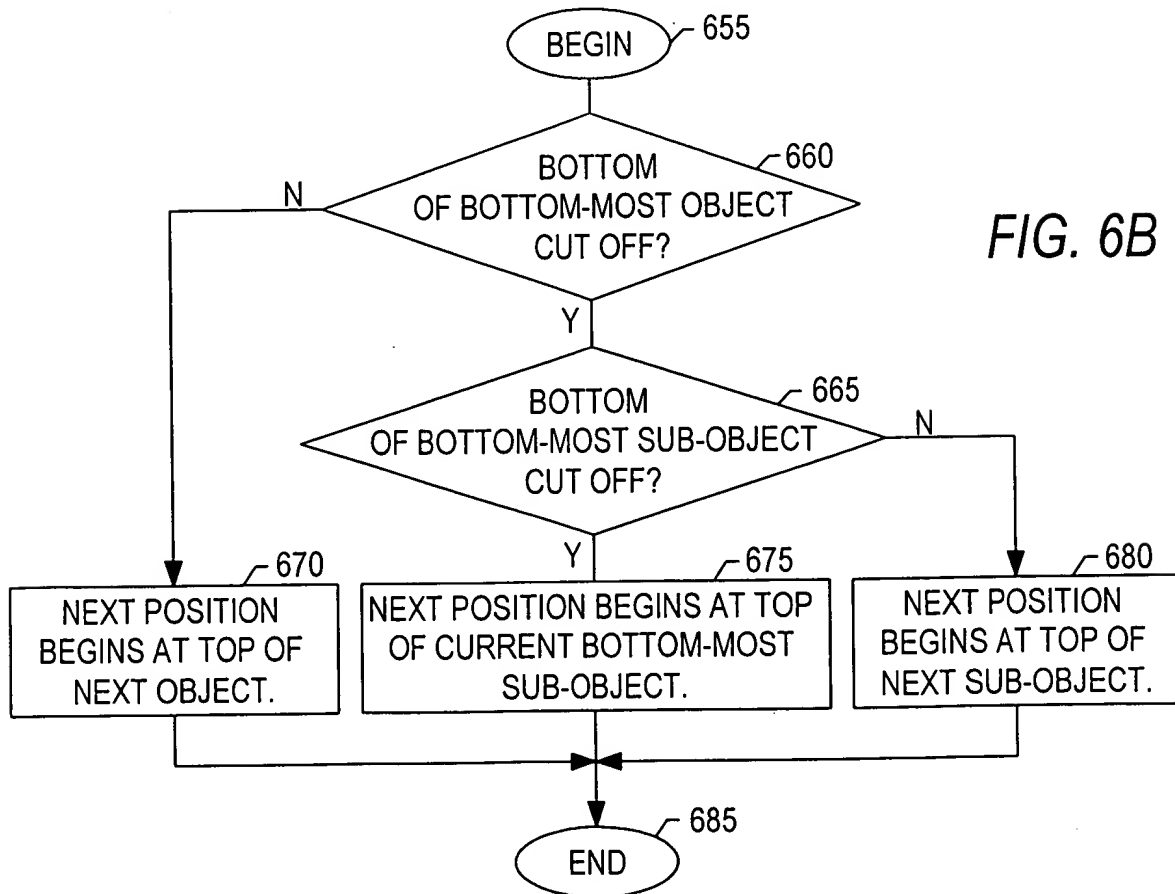 BEGIN
655
BOTTOM
OF BOTTOM-MOST OBJECT
CUT OFF?
660
N
Y
FIG. 6B
BOTTOM
OF BOTTOM-MOST SUB-OBJECT
CUT OFF?
665
N
Y
670
NEXT POSITION
BEGINS AT TOP OF
NEXT OBJECT.
675
NEXT POSITION BEGINS AT TOP
OF CURRENT BOTTOM-MOST
SUB-OBJECT.
680
NEXT POSITION
BEGINS AT TOP OF
NEXT SUB-OBJECT.
685
END